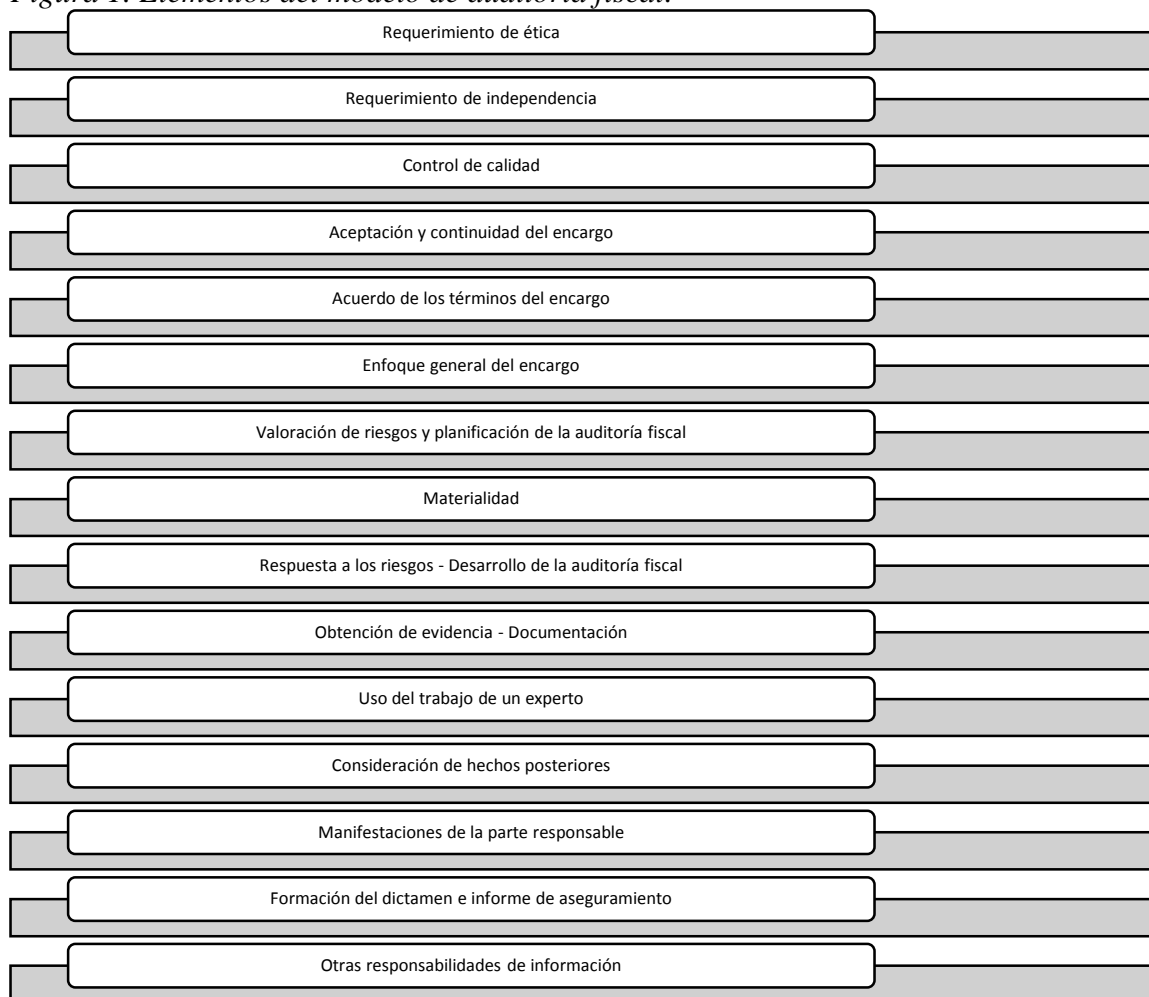 Figura 1. Elementos del modelo de auditoría fiscal.
Requerimiento de ética
Requerimiento de independencia
Control de calidad
Aceptación y continuidad del encargo
Acuerdo de los términos del encargo
Enfoque general del encargo
Valoración de riesgos y planificación de la auditoría fiscal
Materialidad
Respuesta a los riesgos - Desarrollo de la auditoría fiscal
Obtención de evidencia - Documentación
Uso del trabajo de un experto
Consideración de hechos posteriores
Manifestaciones de la parte responsable
Formación del dictamen e informe de aseguramiento
Otras responsabilidades de información